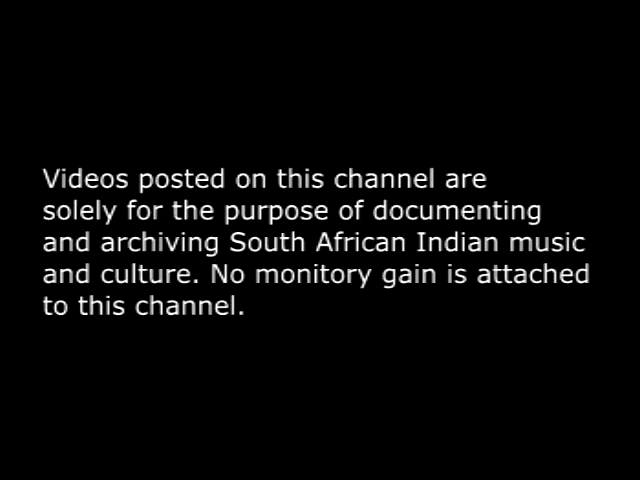 Videos posted on this channel are
solely for the purpose of documenting
and archiving South African Indian music
and culture. No monitory gain is attached
to this channel.